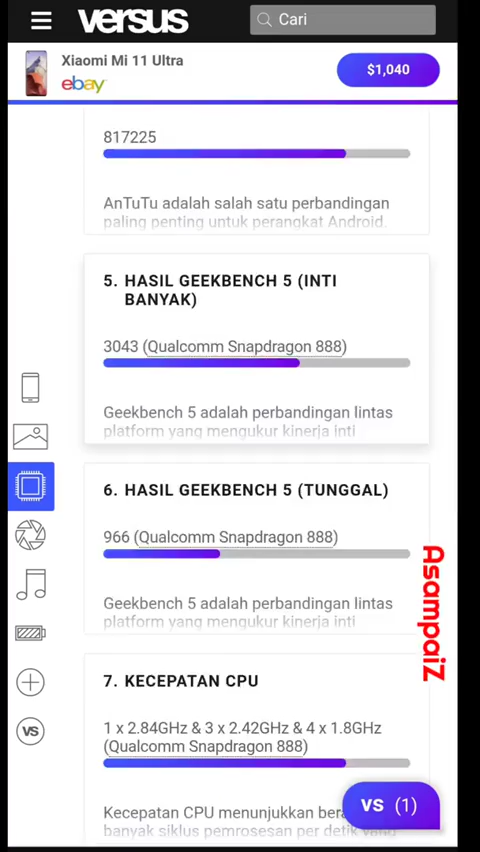 versus
Cari
Xiaomi Mi 11 Ultra
ebay
$1,040
817225
AnTuTu adalah salah satu perbandingan
paling penting untuk perangkat Android.
5. HASIL GEEKBENCH 5 (INTI
BANYAK)
3043 (Qualcomm Snapdragon 888)
Geekbench 5 adalah perbandingan lintas
platform yang mengukur kinerja inti
6. HASIL GEEKBENCH 5 (TUNGGAL)
966 (Qualcomm Snapdragon 888)
Geekbench 5 adalah perbandingan lintas
platform yang mengukur kinerja inti
AsampaiZ
7. KECEPATAN CPU
1 x 2.84GHz & 3 x 2.42GHz & 4 x 1.8GHz
(Qualcomm Snapdragon 888)
VS
VS (1)
Kecepatan CPU menunjukkan
banyak siklus pemrosesan per detik yang